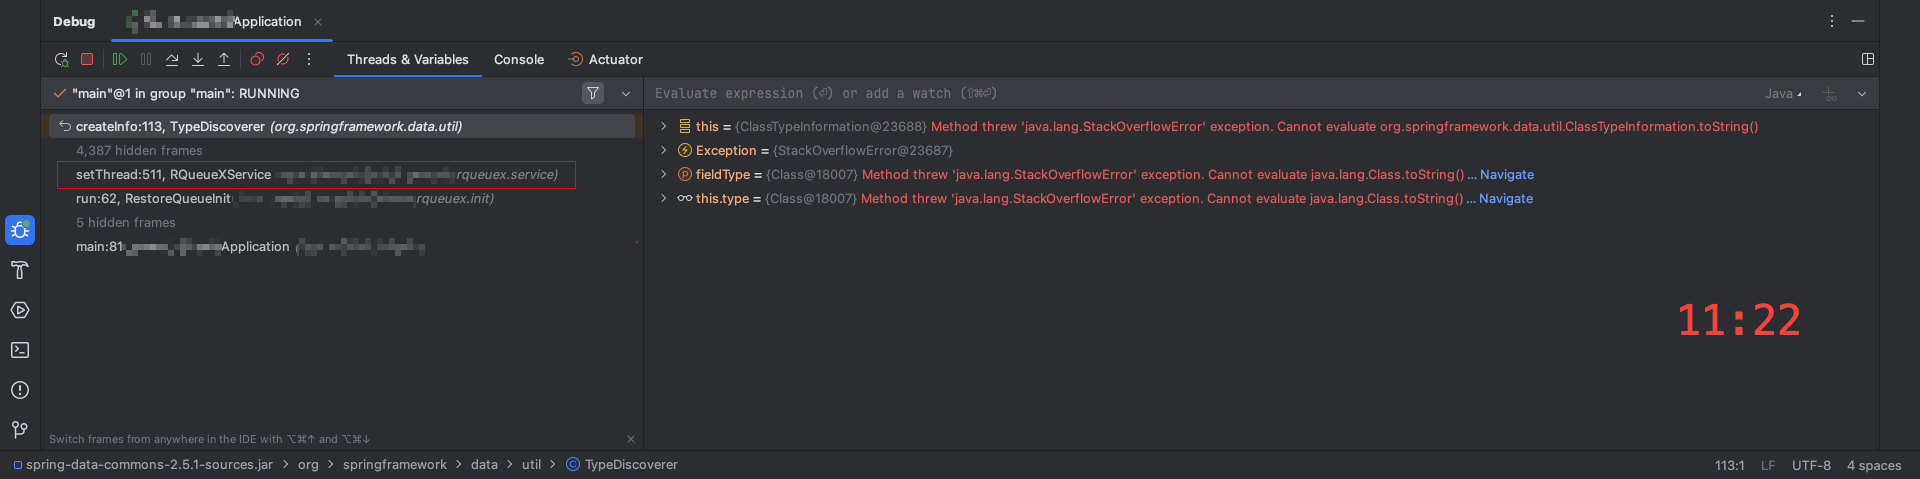 Debug Application
Threads & Variables Console Actuator
"main"@1 in group "main": RUNNING
Evaluate expression (⏎) or add a watch (⇧⌘⏎) Java
createInfo:113, TypeDiscoverer (org.springframework.data.util)
4,387 hidden frames
setThread:511, RQueueXService rqueuex.service)
run:62, RestoreQueueInit rqueuex.init)
5 hidden frames
main:81 Application
this = {ClassTypeInformation@23688} Method threw 'java.lang.StackOverflowError' exception. Cannot evaluate org.springframework.data.util.ClassTypeInformation.toString()
Exception = {StackOverflowError@23687}
fieldType = {Class@18007} Method threw 'java.lang.StackOverflowError' exception. Cannot evaluate java.lang.Class.toString() ... Navigate
this.type = {Class@18007} Method threw 'java.lang.StackOverflowError' exception. Cannot evaluate java.lang.Class.toString() ... Navigate
11:22
Switch frames from anywhere in the IDE with ⌥⌘↑ and ⌥⌘↓
spring-data-commons-2.5.1-sources.jar > org > springframework > data > util > TypeDiscoverer
113:1 LF UTF-8 4 spaces